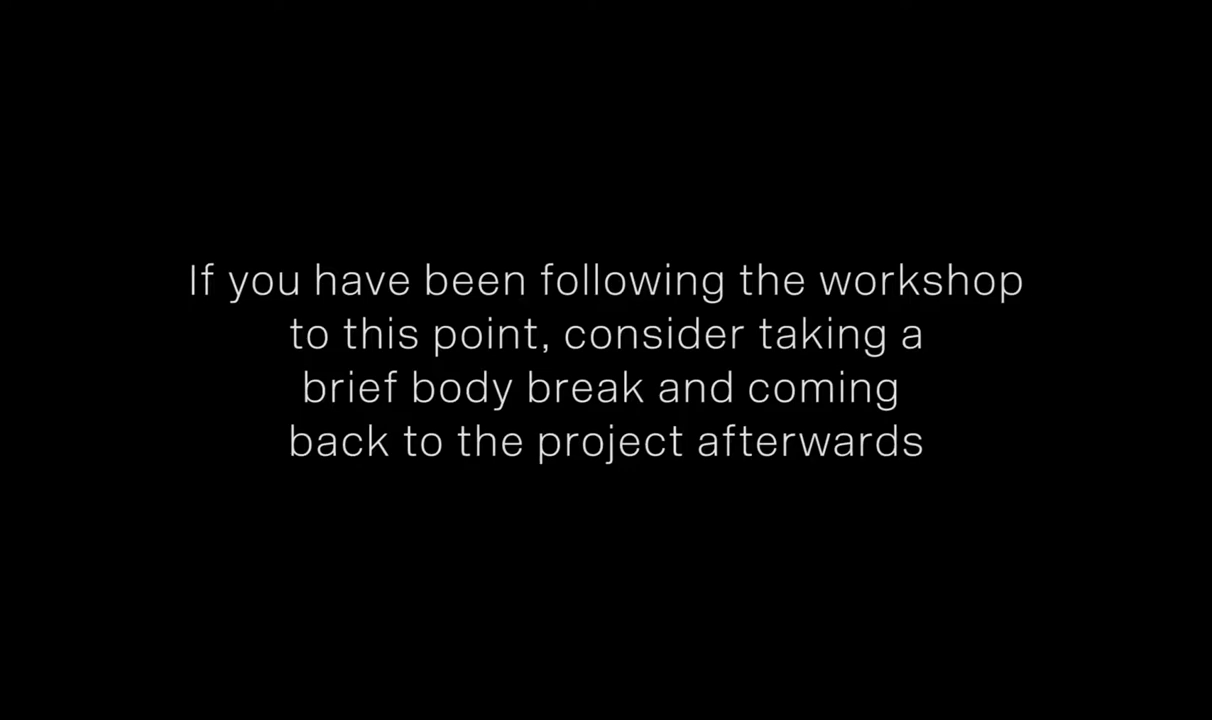 If you have been following the workshop
to this point, consider taking a
brief body break and coming
back to the project afterwards